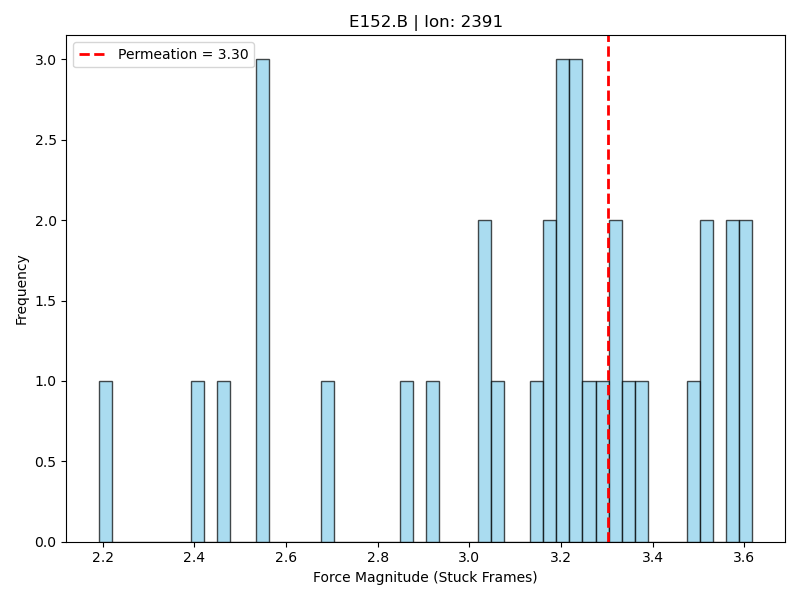 E152.B | Ion: 2391
Permeation = 3.30
3.0
2.5
2.0
1.5
1.0
0.5
0.0
Frequency
2.2 2.4 2.6 2.8 3.0 3.2 3.4 3.6
Force Magnitude (Stuck Frames)